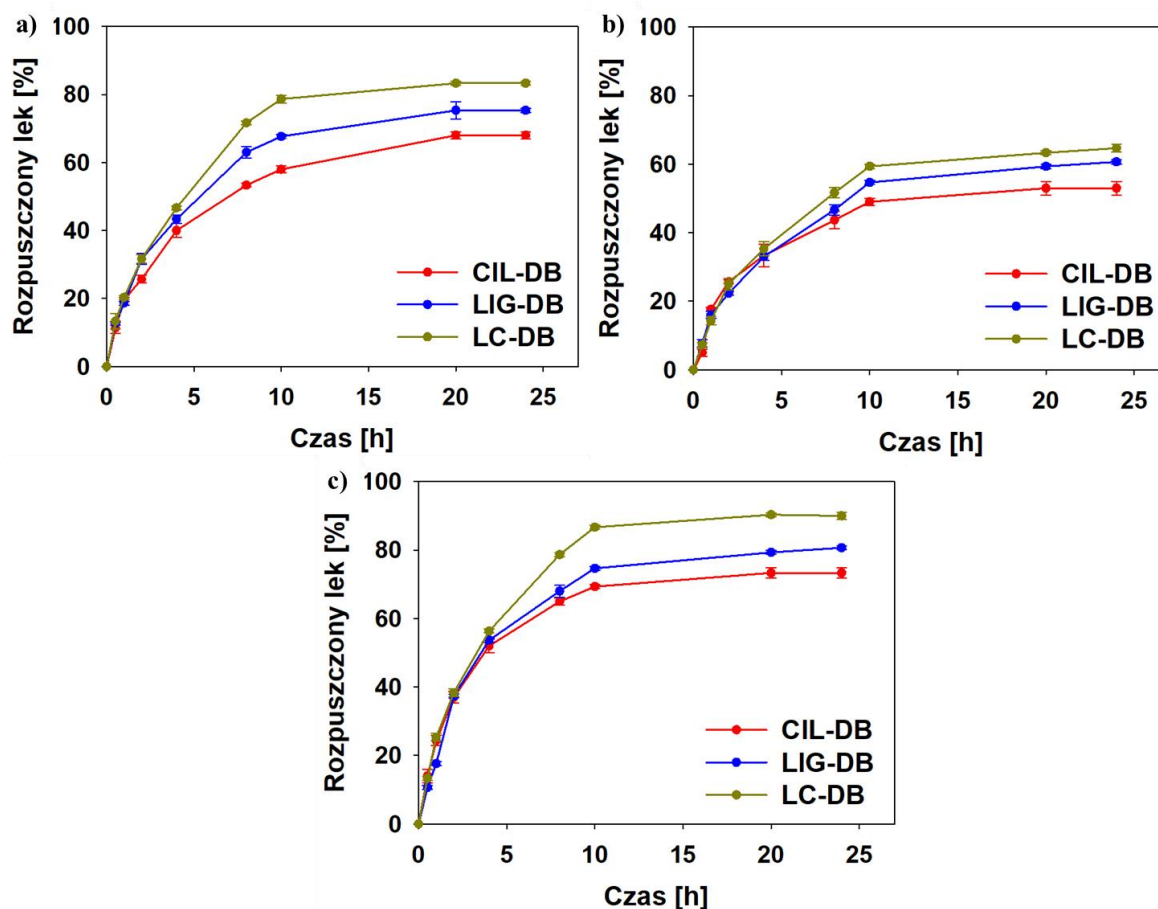 a)
Rozpuszczony lek [%]
100
80
60
40
20
0
CIL-DB
LIG-DB
LC-DB
0 5 10 15 20 25
Czas [h]
b)
Rozpuszczony lek [%]
100
80
60
40
20
0
CIL-DB
LIG-DB
LC-DB
0 5 10 15 20 25
Czas [h]
c)
Rozpuszczony lek [%]
100
80
60
40
20
0
CIL-DB
LIG-DB
LC-DB
0 5 10 15 20 25
Czas [h]